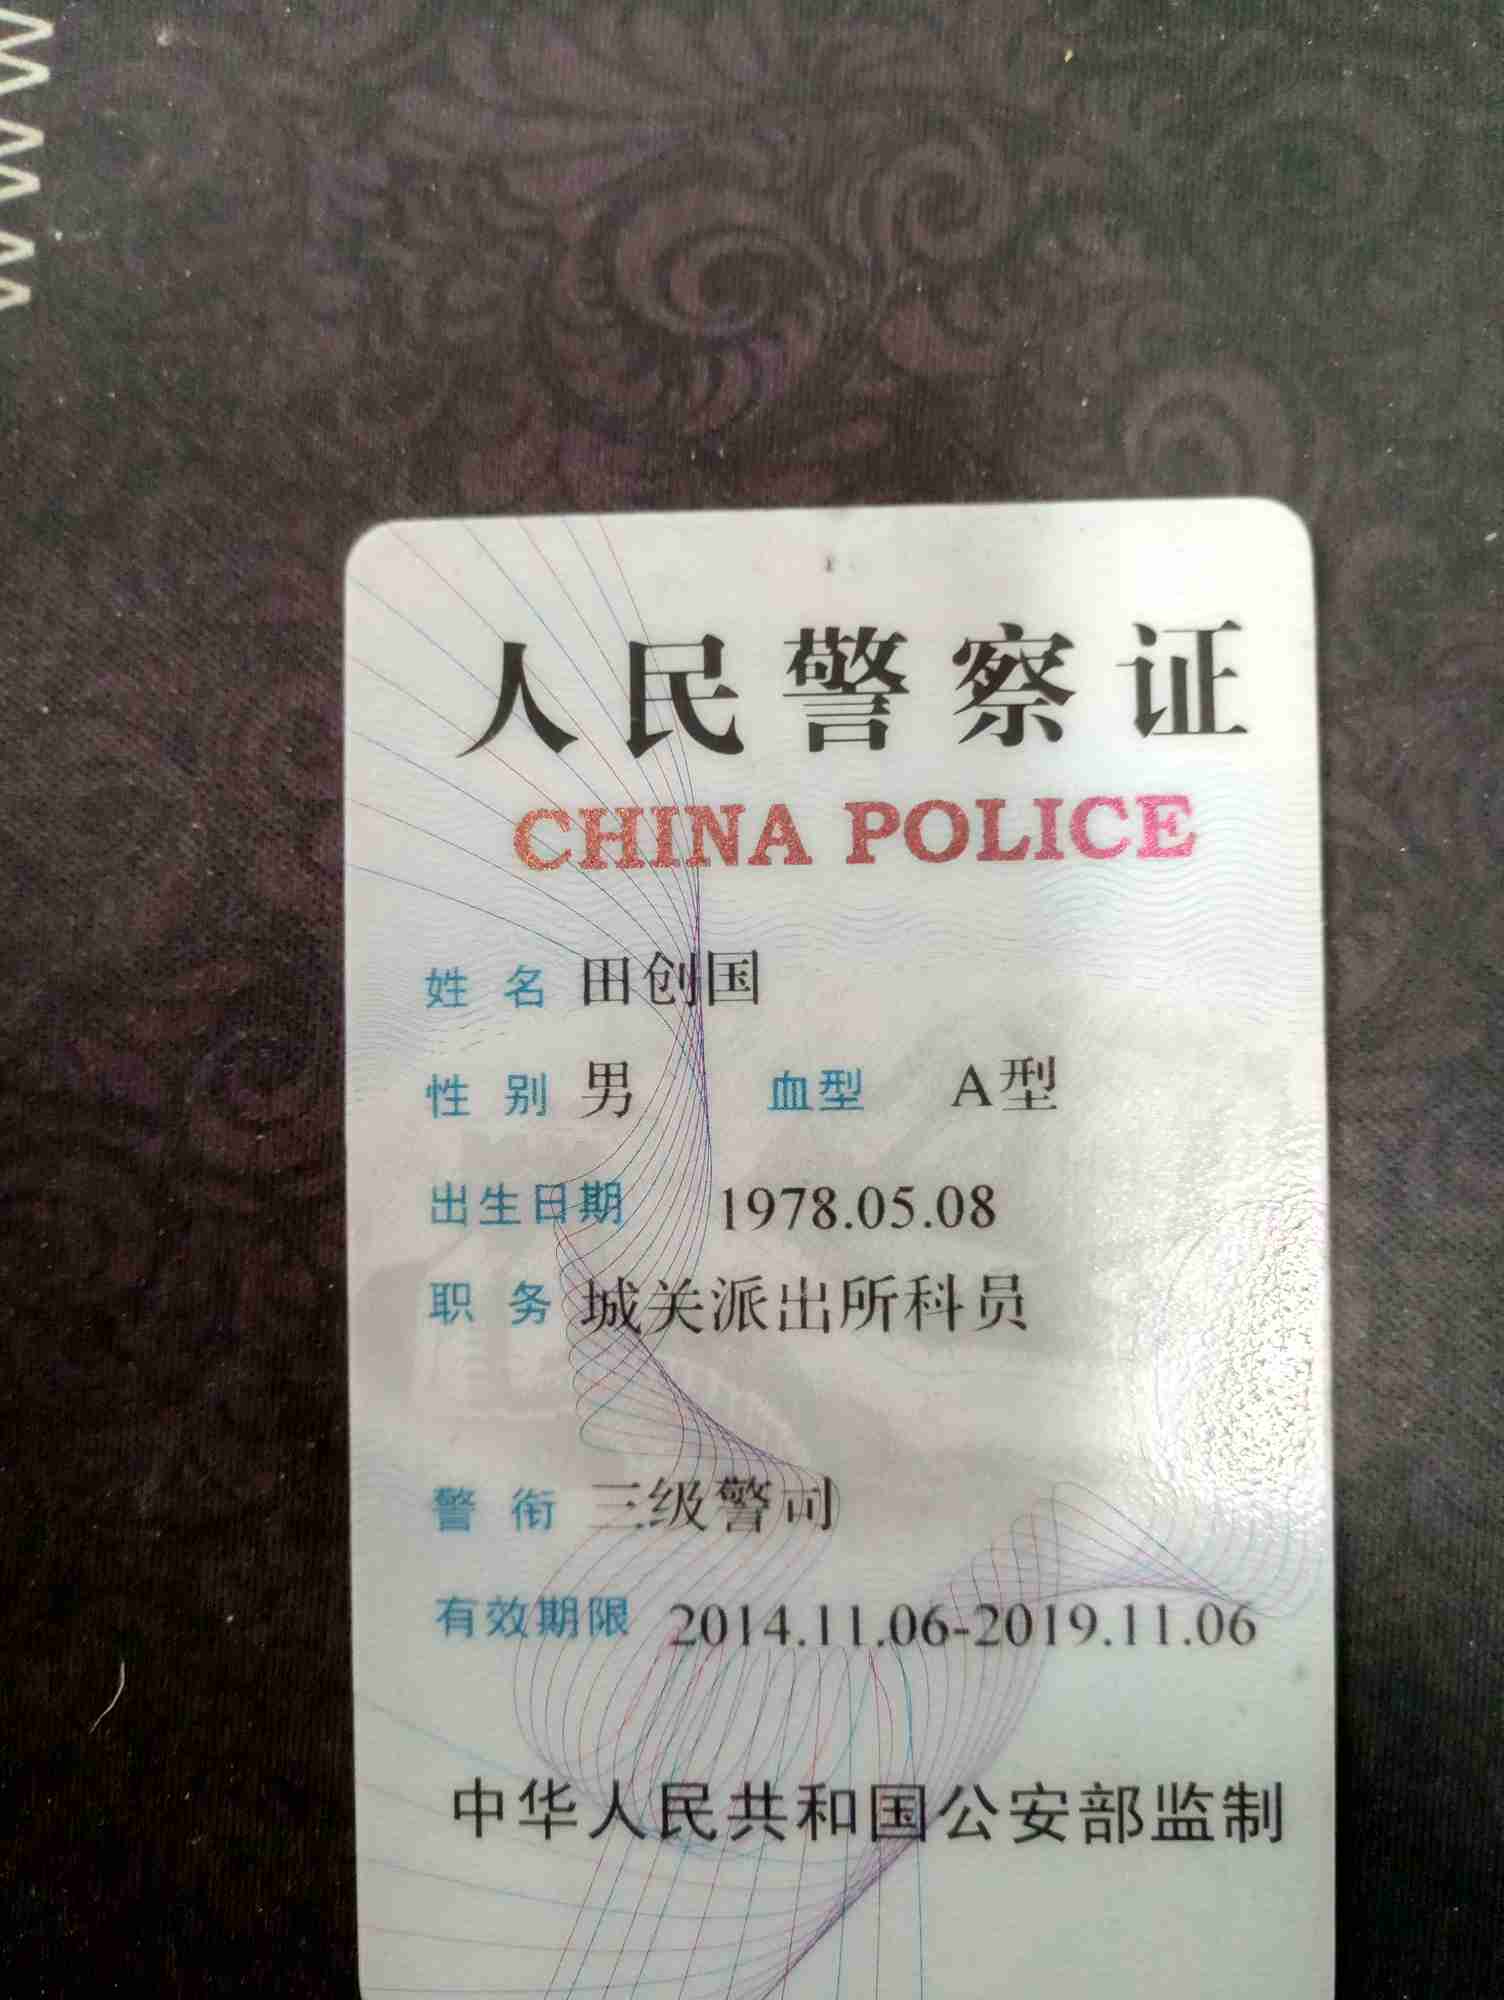 人民警察证
CHINA POLICE
姓 名 田创国
性 别 男 血型 A型
出生日期 1978.05.08
职 务 城关派出所科员
警 衔 三级警司
有效期限 2014.11.06-2019.11.06
中华人民共和国公安部监制